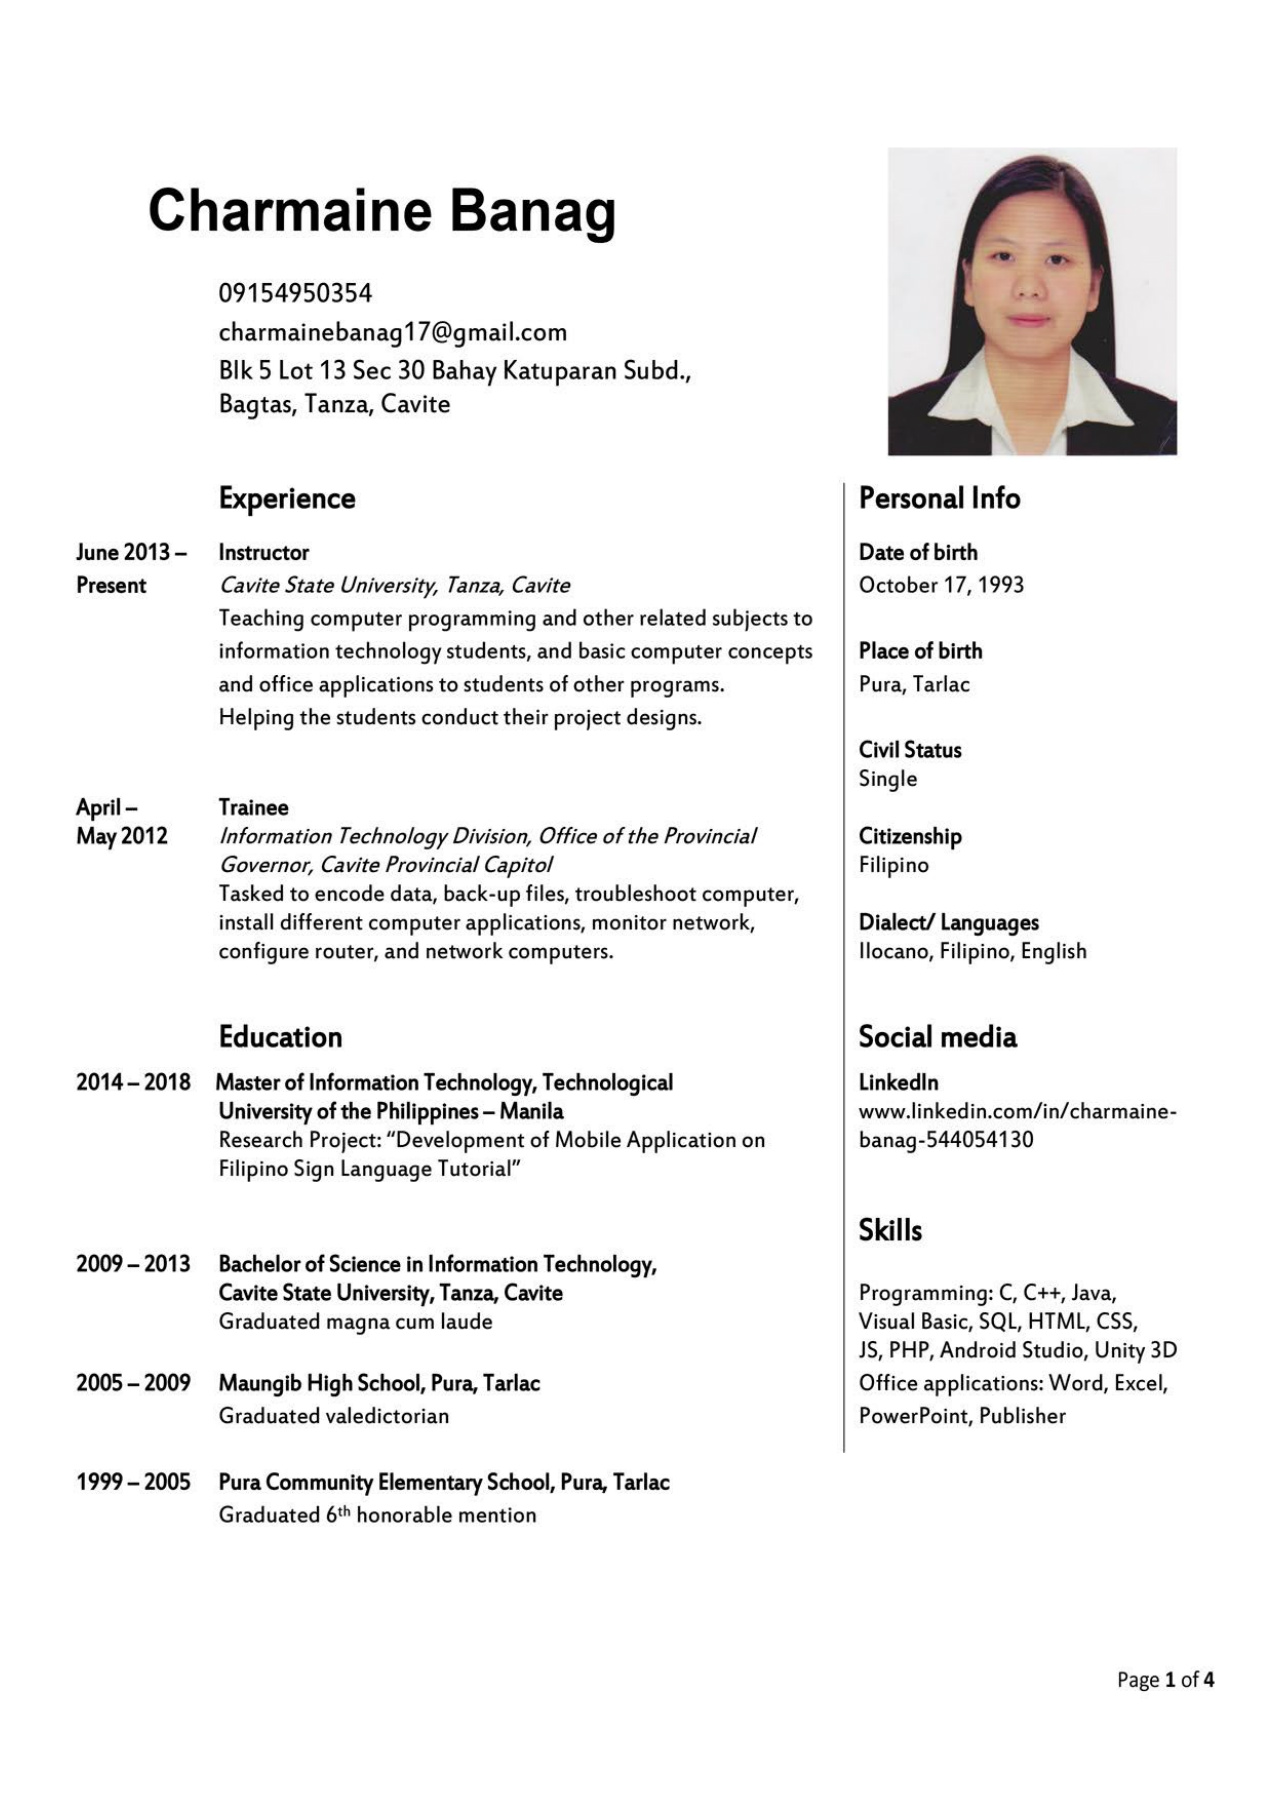 Charmaine Banag
09154950354
charmainebanag17@gmail.com
Blk 5 Lot 13 Sec 30 Bahay Katuparan Subd.,
Bagtas, Tanza, Cavite
Experience
June 2013 – Instructor
Present Cavite State University, Tanza, Cavite
Teaching computer programming and other related subjects to
information technology students, and basic computer concepts
and office applications to students of other programs.
Helping the students conduct their project designs.
April – Trainee
May 2012 Information Technology Division, Office of the Provincial
Governor, Cavite Provincial Capitol
Tasked to encode data, back-up files, troubleshoot computer,
install different computer applications, monitor network,
configure router, and network computers.
Education
2014 – 2018 Master of Information Technology, Technological
University of the Philippines – Manila
Research Project: “Development of Mobile Application on
Filipino Sign Language Tutorial”
2009 – 2013 Bachelor of Science in Information Technology,
Cavite State University, Tanza, Cavite
Graduated magna cum laude
2005 – 2009 Maungib High School, Pura, Tarlac
Graduated valedictorian
1999 – 2005 Pura Community Elementary School, Pura, Tarlac
Graduated 6th honorable mention
Personal Info
Date of birth
October 17, 1993
Place of birth
Pura, Tarlac
Civil Status
Single
Citizenship
Filipino
Dialect/ Languages
Ilocano, Filipino, English
Social media
LinkedIn
www.linkedin.com/in/charmaine-
banag-544054130
Skills
Programming: C, C++, Java,
Visual Basic, SQL, HTML, CSS,
JS, PHP, Android Studio, Unity 3D
Office applications: Word, Excel,
PowerPoint, Publisher
Page 1 of 4